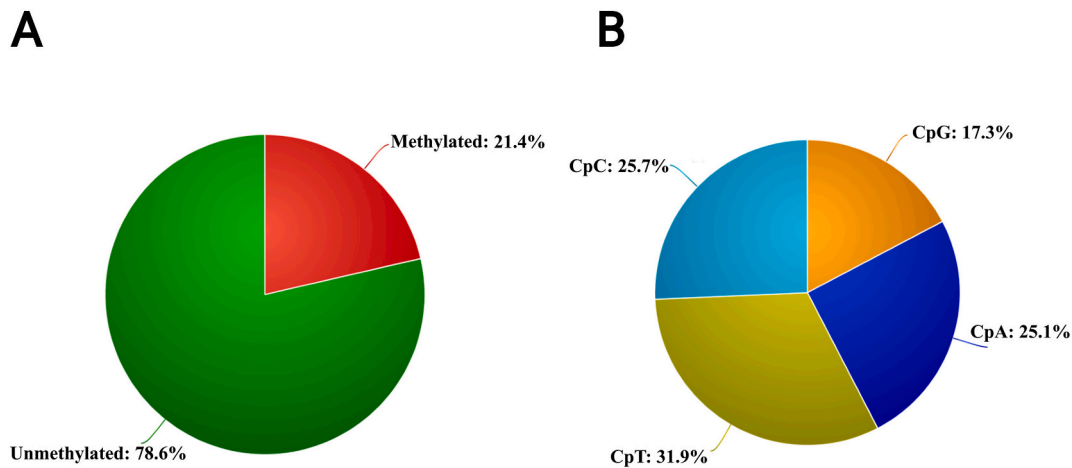 A
B
Methylated: 21.4%
Unmethylated: 78.6%
CpG: 17.3%
CpC: 25.7%
CpA: 25.1%
CpT: 31.9%